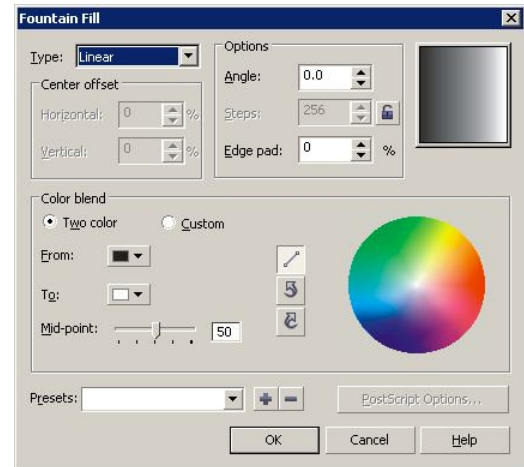 Fountain Fill
Type: Linear
Options
Angle: 0.0
Center offset
Horizontal: 0 %
Steps: 256
Vertical: 0 %
Edge pad: 0 %
Color blend
Two color Custom
From:
To:
Mid-point: 50
Presets:
PostScript Options...
OK Cancel Help